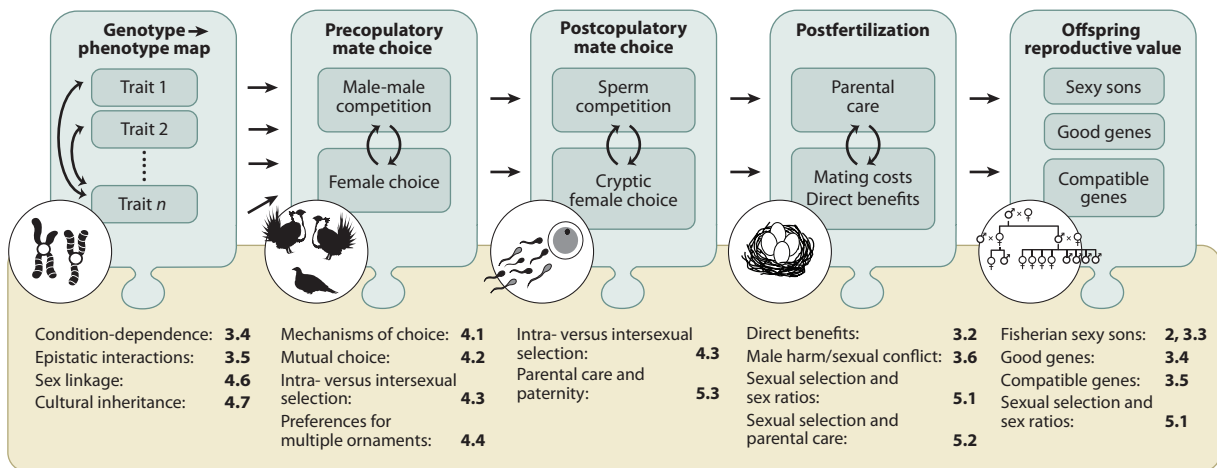 Genotype →
phenotype map
Trait 1
Trait 2
Trait n
Precopulatory
mate choice
Male-male
competition
Female choice
Postcopulatory
mate choice
Sperm
competition
Cryptic
female choice
Postfertilization
Parental
care
Mating costs
Direct benefits
Offspring
reproductive value
Sexy sons
Good genes
Compatible
genes
♂ × ♀
♂ × ♀ ♂ × ♀
♀ ♂ ♀ ♀ ♀ ♀ ♂ ♂ ♂ ♂
Condition-dependence: 3.4
Epistatic interactions: 3.5
Sex linkage: 4.6
Cultural inheritance: 4.7
Mechanisms of choice: 4.1
Mutual choice: 4.2
Intra- versus intersexual
selection: 4.3
Preferences for
multiple ornaments: 4.4
Intra- versus intersexual
selection: 4.3
Parental care and
paternity: 5.3
Direct benefits: 3.2
Male harm/sexual conflict: 3.6
Sexual selection and
sex ratios: 5.1
Sexual selection and
parental care: 5.2
Fisherian sexy sons: 2, 3.3
Good genes: 3.4
Compatible genes: 3.5
Sexual selection and
sex ratios: 5.1